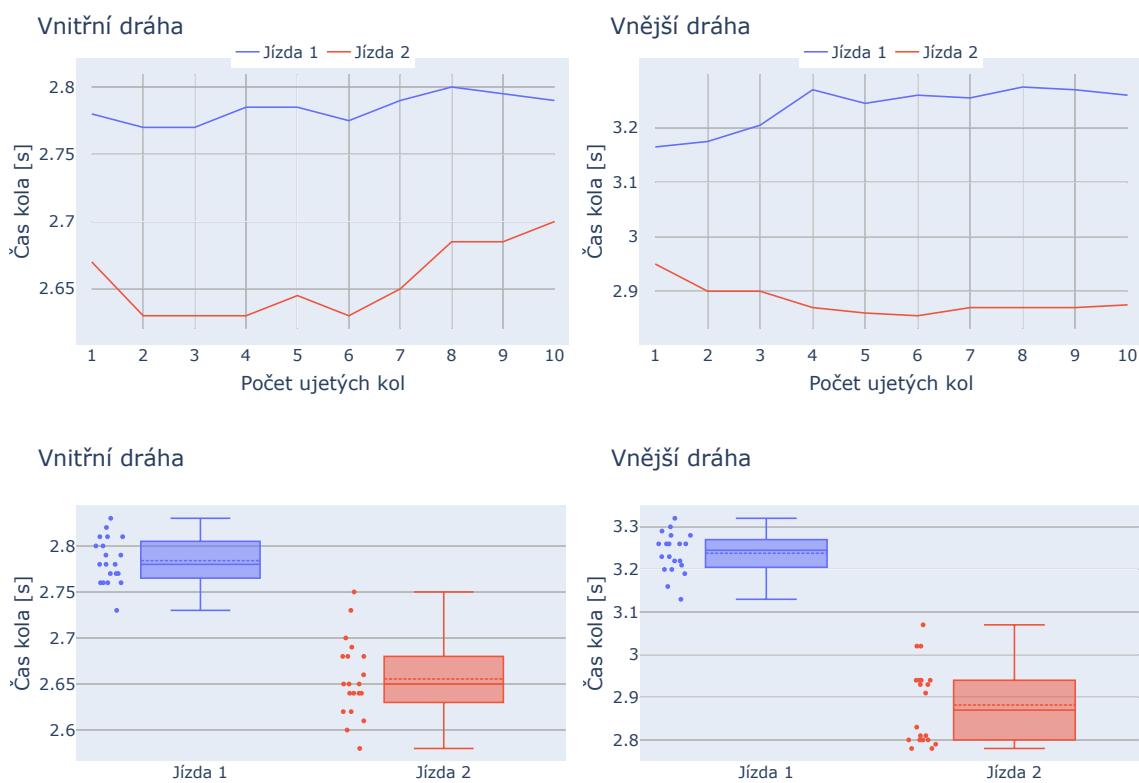 Vnitřní dráha
Jízda 1 Jízda 2
2.8
2.75
2.7
2.65
Čas kola [s]
1 2 3 4 5 6 7 8 9 10
Počet ujetých kol
Vnější dráha
Jízda 1 Jízda 2
3.2
3.1
3
2.9
Čas kola [s]
1 2 3 4 5 6 7 8 9 10
Počet ujetých kol
Vnitřní dráha
2.8
2.75
2.7
2.65
2.6
Čas kola [s]
Jízda 1 Jízda 2
Vnější dráha
3.3
3.2
3.1
3
2.9
2.8
Čas kola [s]
Jízda 1 Jízda 2